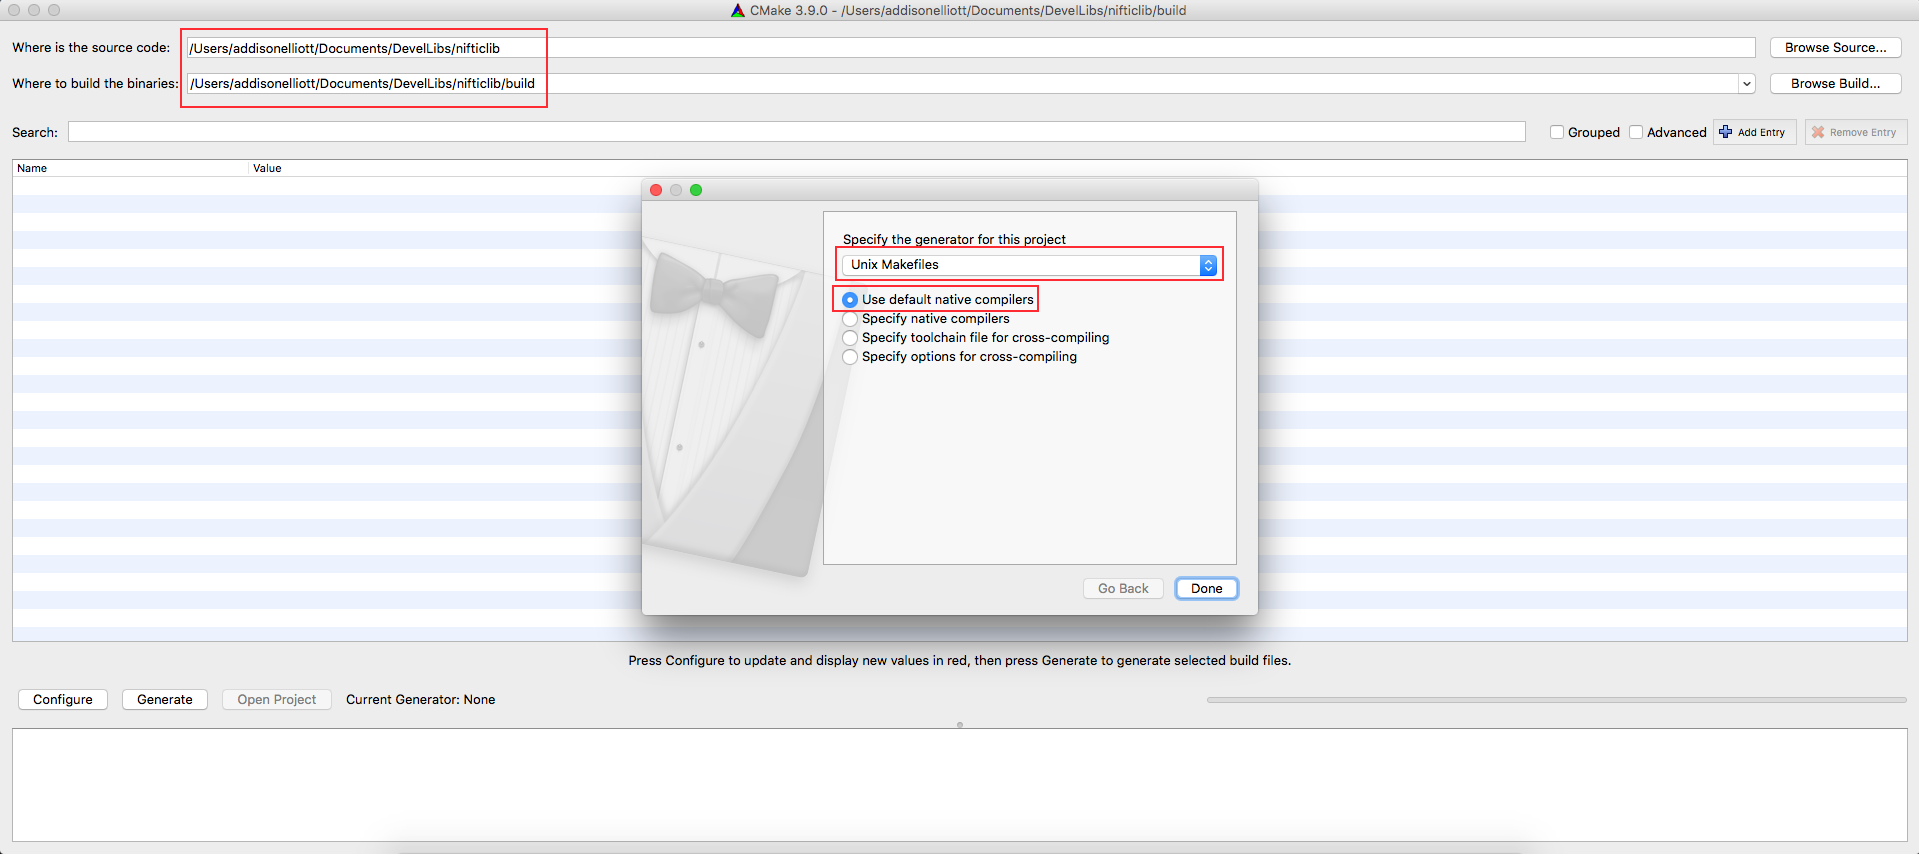 CMake 3.9.0 - /Users/addisonelliott/Documents/DevelLibs/nifticlib/build
Where is the source code: /Users/addisonelliott/Documents/DevelLibs/nifticlib Browse Source...
Where to build the binaries: /Users/addisonelliott/Documents/DevelLibs/nifticlib/build Browse Build...
Search: Grouped Advanced Add Entry Remove Entry
Name Value
Specify the generator for this project
Unix Makefiles
Use default native compilers
Specify native compilers
Specify toolchain file for cross-compiling
Specify options for cross-compiling
Go Back Done
Press Configure to update and display new values in red, then press Generate to generate selected build files.
Configure Generate Open Project Current Generator: None